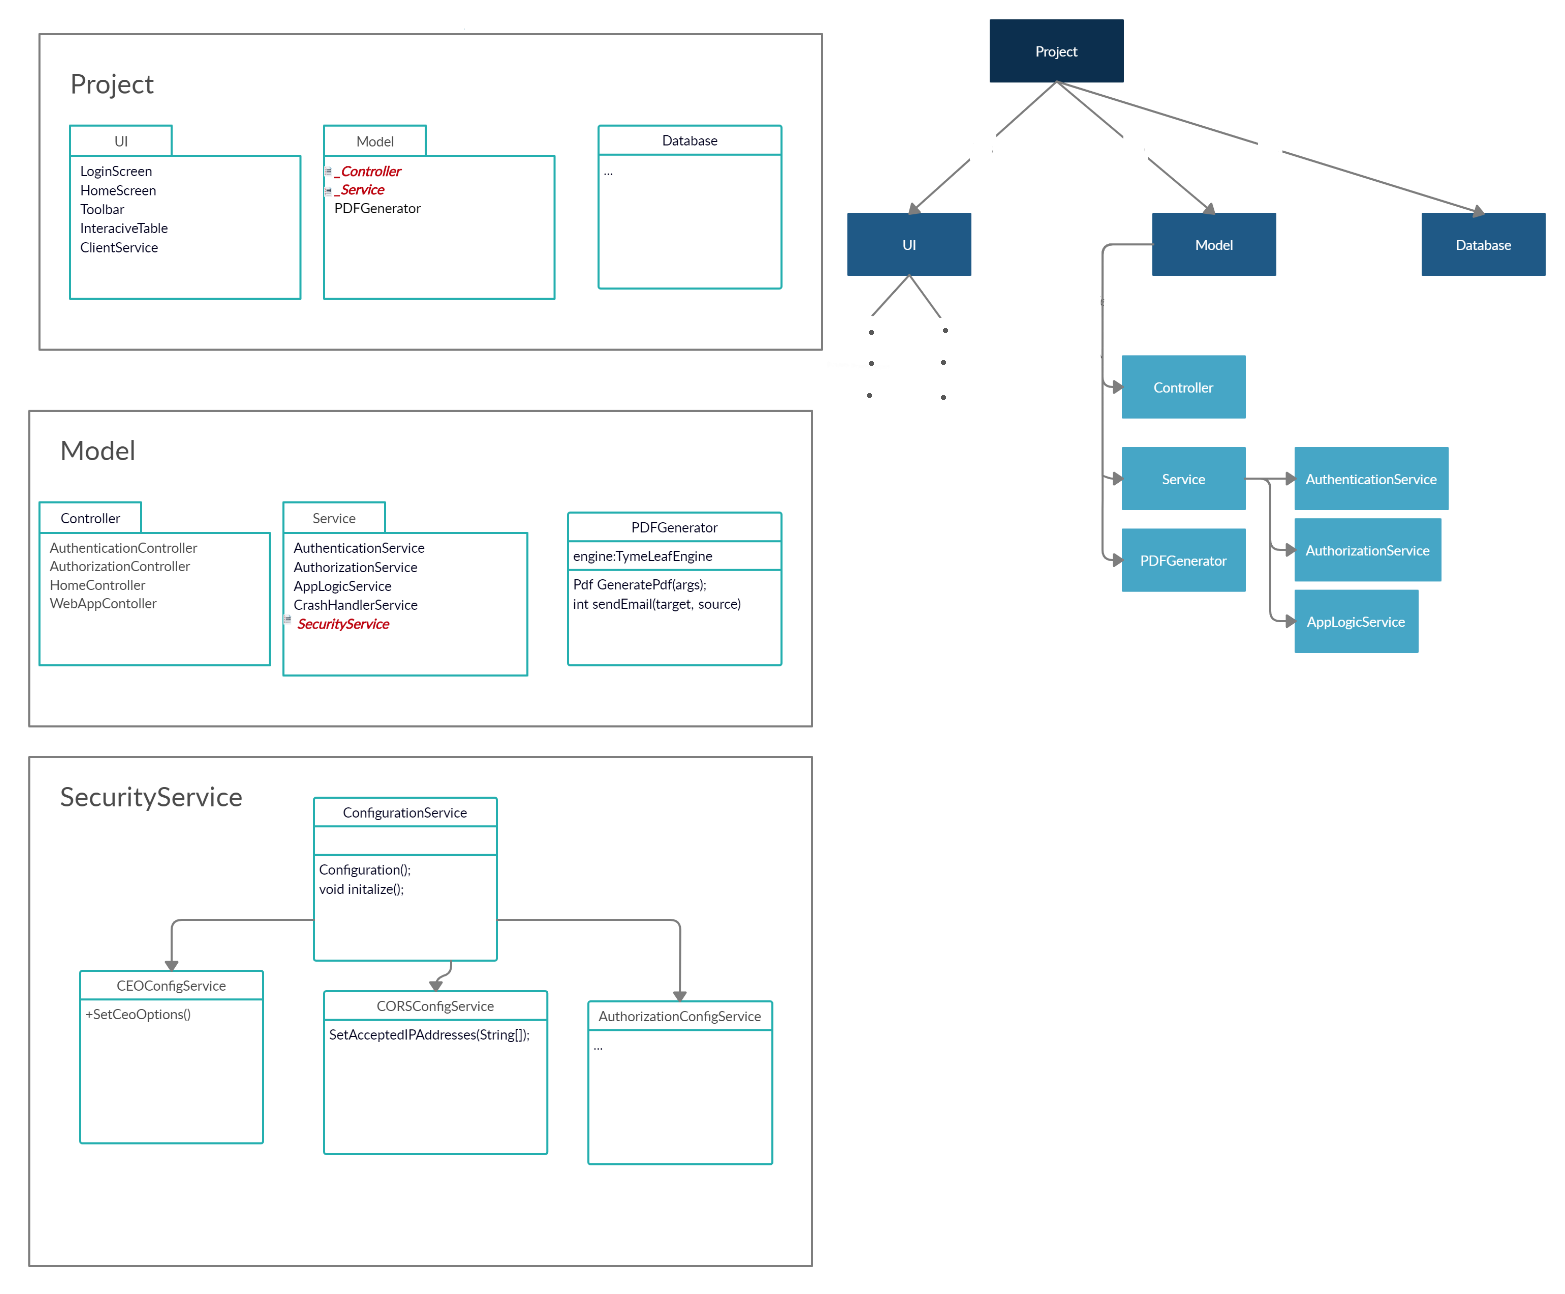 Project
UI
LoginScreen
HomeScreen
Toolbar
InteraciveTable
ClientService
Model
_Controller
_Service
PDFGenerator
Database
...
Model
Controller
AuthenticationController
AuthorizationController
HomeController
WebAppContoller
Service
AuthenticationService
AuthorizationService
AppLogicService
CrashHandlerService
SecurityService
PDFGenerator
engine:TymeLeafEngine
Pdf GeneratePdf(args);
int sendEmail(target, source)
SecurityService
ConfigurationService
Configuration();
void initalize();
CEOConfigService
+SetCeoOptions()
CORSConfigService
SetAcceptedIPAddresses(String[]);
AuthorizationConfigService
...
Project
UI
Model
Database
Controller
Service
PDFGenerator
AuthenticationService
AuthorizationService
AppLogicService